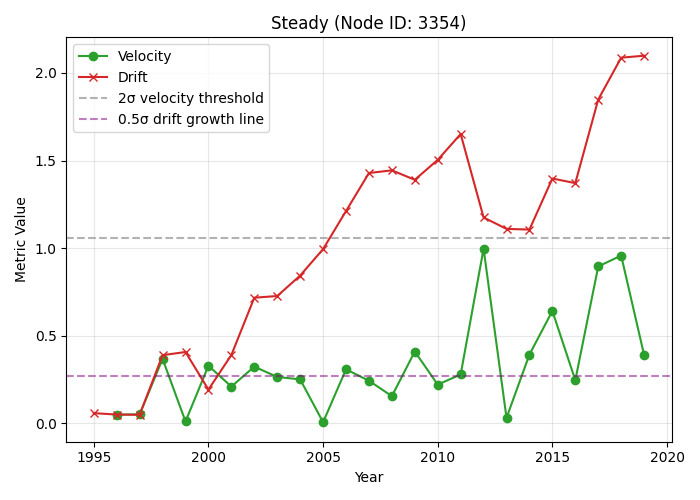 Steady (Node ID: 3354)
Velocity
Drift
2σ velocity threshold
0.5σ drift growth line
Metric Value
2.0
1.5
1.0
0.5
0.0
1995 2000 2005 2010 2015 2020
Year